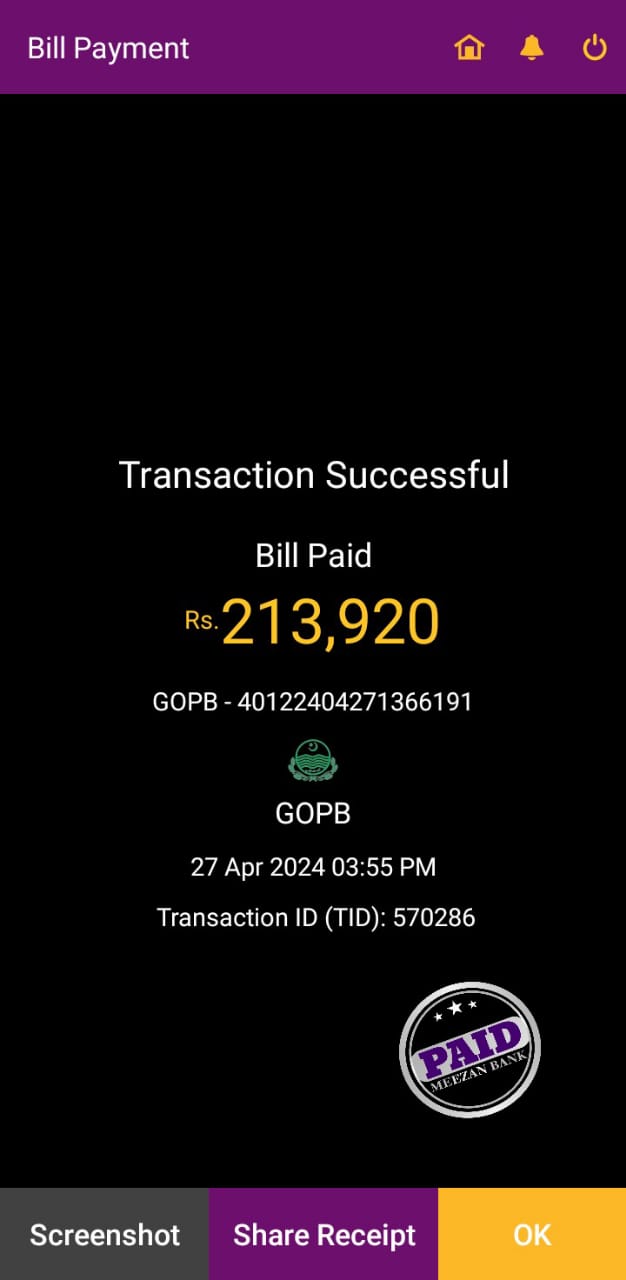 Bill Payment
Transaction Successful
Bill Paid
Rs.213,920
GOPB - 40122404271366191
GOPB
27 Apr 2024 03:55 PM
Transaction ID (TID): 570286
PAID
MEEZAN BANK
Screenshot
Share Receipt
OK